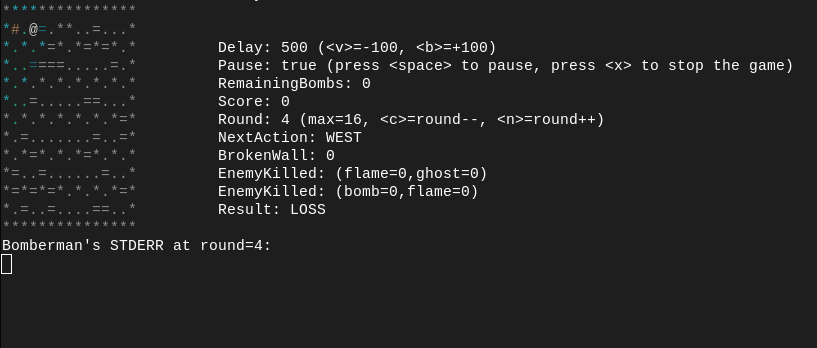 ***************
*#.@=.**..=...*
*.*.*=*.*=*=*.* Delay: 500 (<v>=-100, <b>=+100)
*..====.....=.* Pause: true (press <space> to pause, press <x> to stop the game)
*.*.*.*.*.*.*.* RemainingBombs: 0
*..=.....==...* Score: 0
*.*.*.*.*.*.*=* Round: 4 (max=16, <c>=round--, <n>=round++)
*.=.......=..=* NextAction: WEST
*.*=*.*.*=*.*.* BrokenWall: 0
*=..=......=..* EnemyKilled: (flame=0,ghost=0)
*=*=*=*.*.*.*=* EnemyKilled: (bomb=0,flame=0)
*.=..=....==..* Result: LOSS
***************
Bomberman's STDERR at round=4: